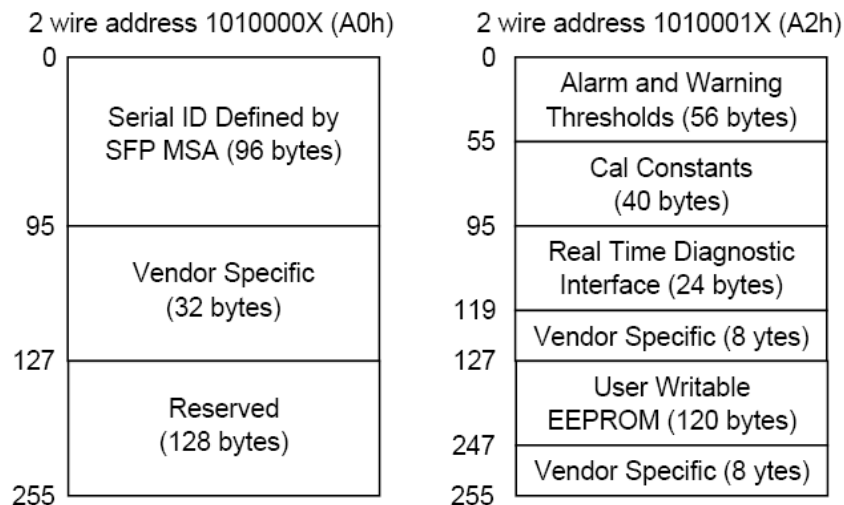 2 wire address 1010000X (A0h)
0
Serial ID Defined by
SFP MSA (96 bytes)
95
Vendor Specific
(32 bytes)
127
Reserved
(128 bytes)
255
2 wire address 1010001X (A2h)
0
Alarm and Warning
Thresholds (56 bytes)
55
Cal Constants
(40 bytes)
95
Real Time Diagnostic
Interface (24 bytes)
119
Vendor Specific (8 ytes)
127
User Writable
EEPROM (120 bytes)
247
Vendor Specific (8 ytes)
255